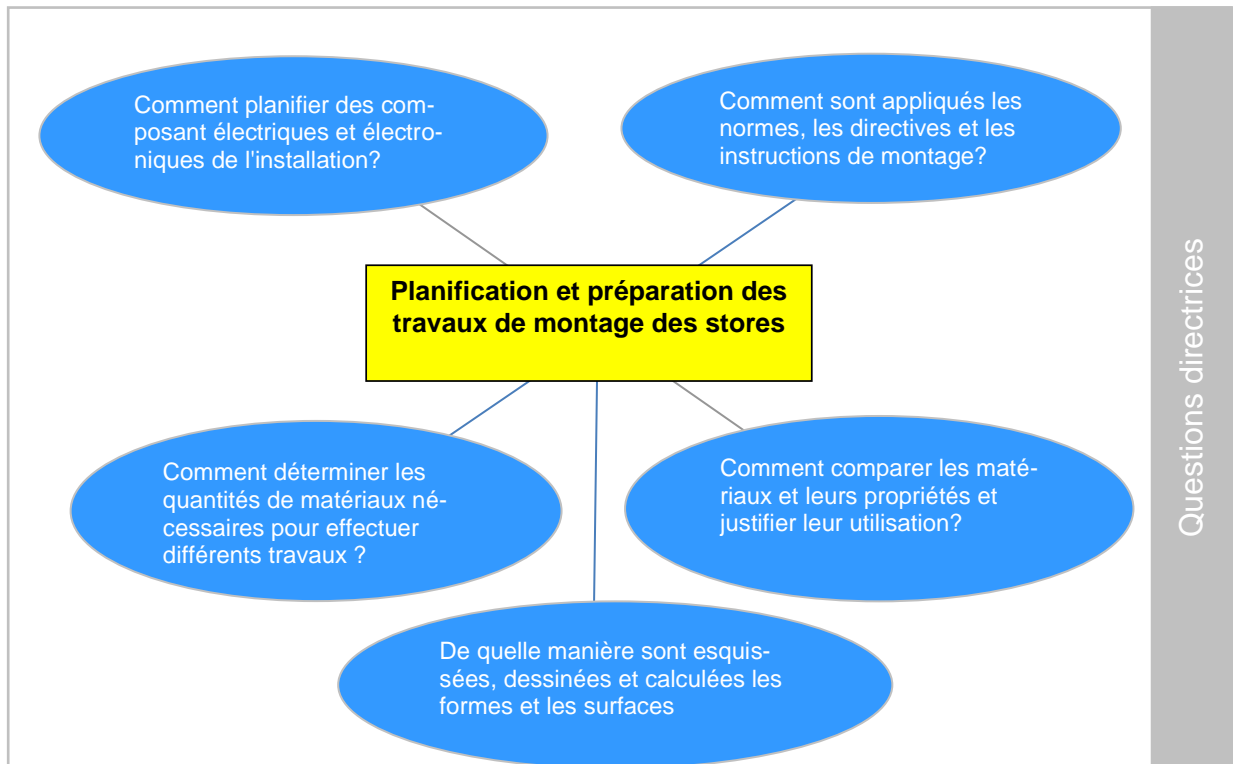 Comment planifier des com-
posant électriques et électro-
niques de l'installation?
Comment sont appliqués les
normes, les directives et les
instructions de montage?
Planification et préparation des
travaux de montage des stores
Comment déterminer les
quantités de matériaux né-
cessaires pour effectuer
différents travaux ?
Comment comparer les maté-
riaux et leurs propriétés et
justifier leur utilisation?
De quelle manière sont esquis-
sées, dessinées et calculées les
formes et les surfaces
Questions directrices